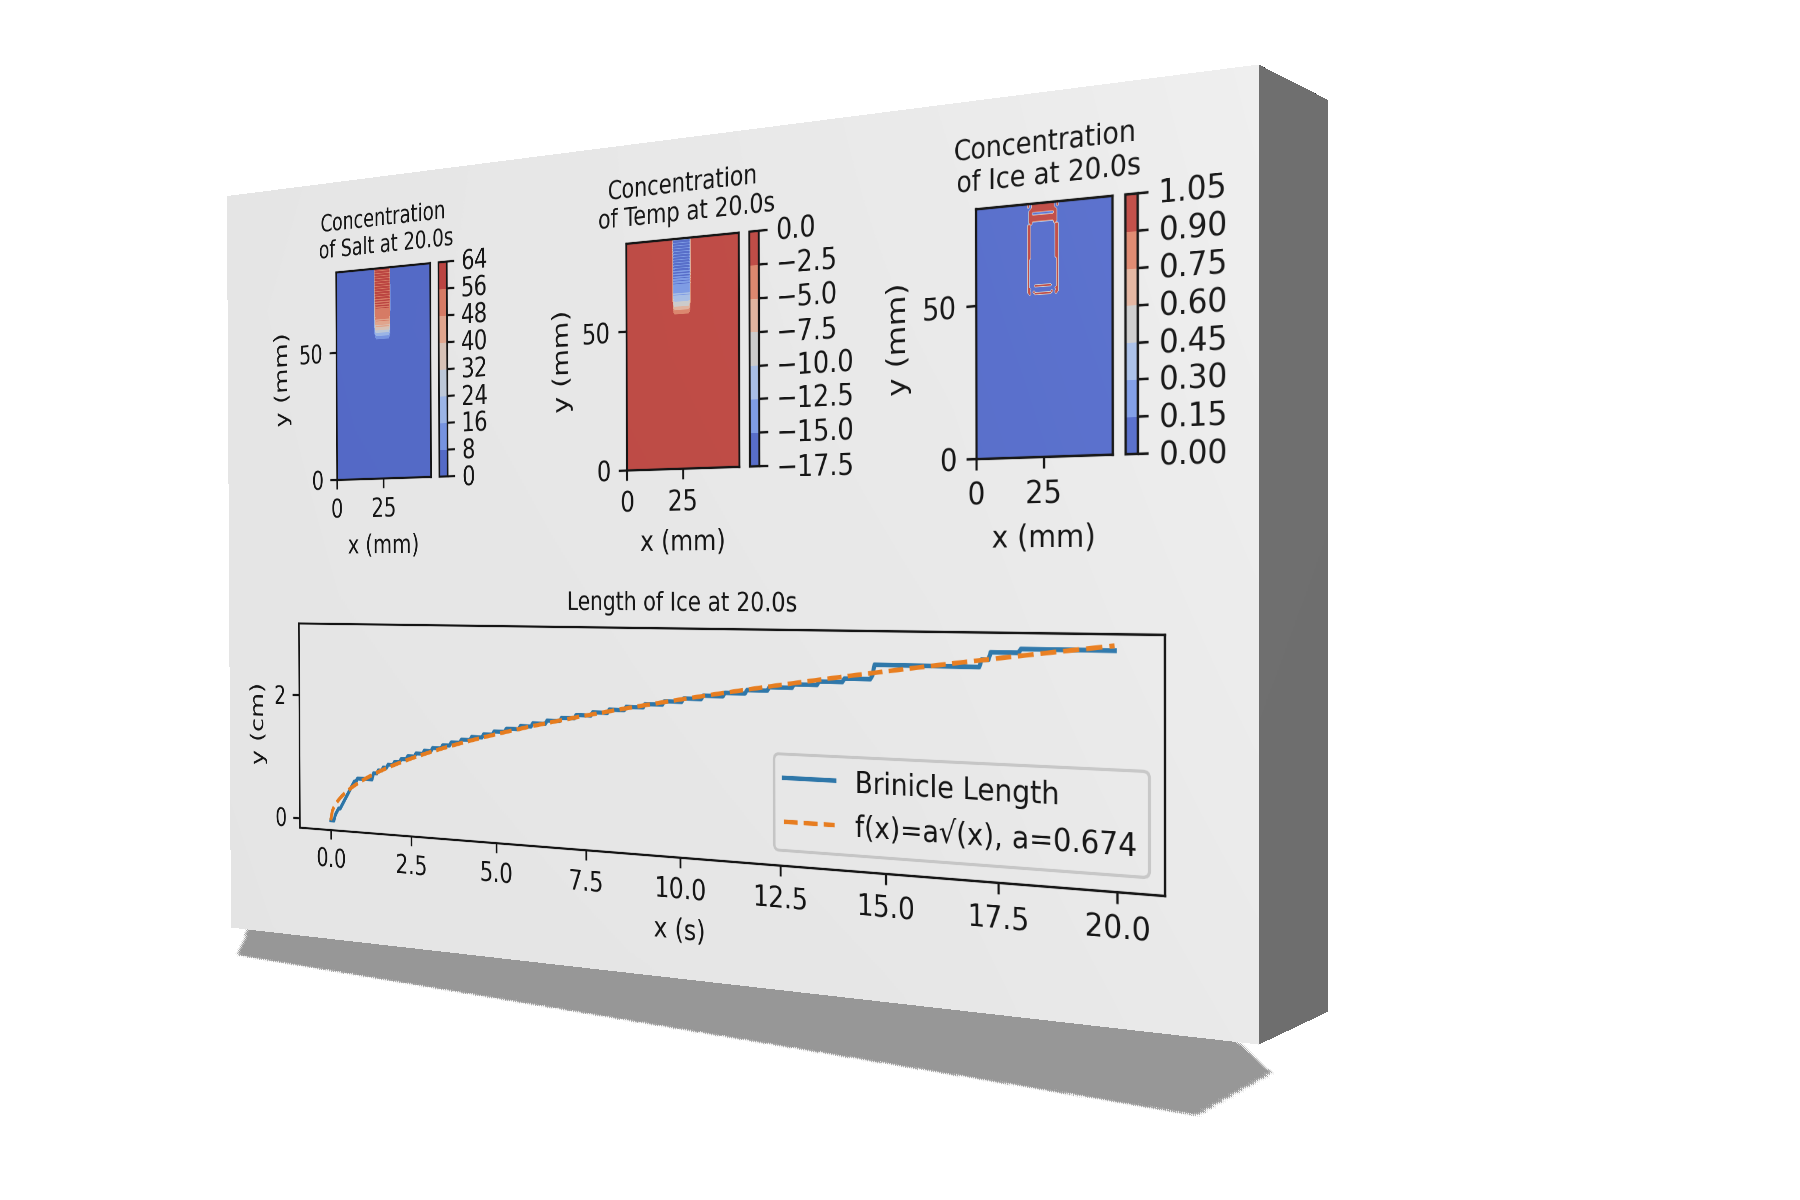 Concentration
of Salt at 20.0s
64
56
48
40
32
24
16
8
0
y (mm)
50
0
0 25
x (mm)
Concentration
of Temp at 20.0s
0.0
−2.5
−5.0
−7.5
−10.0
−12.5
−15.0
−17.5
y (mm)
50
0
0 25
x (mm)
Concentration
of Ice at 20.0s
1.05
0.90
0.75
0.60
0.45
0.30
0.15
0.00
y (mm)
50
0
0 25
x (mm)
Length of Ice at 20.0s
y (cm)
2
0
Brinicle Length
f(x)=a√(x), a=0.674
0.0 2.5 5.0 7.5 10.0 12.5 15.0 17.5 20.0
x (s)